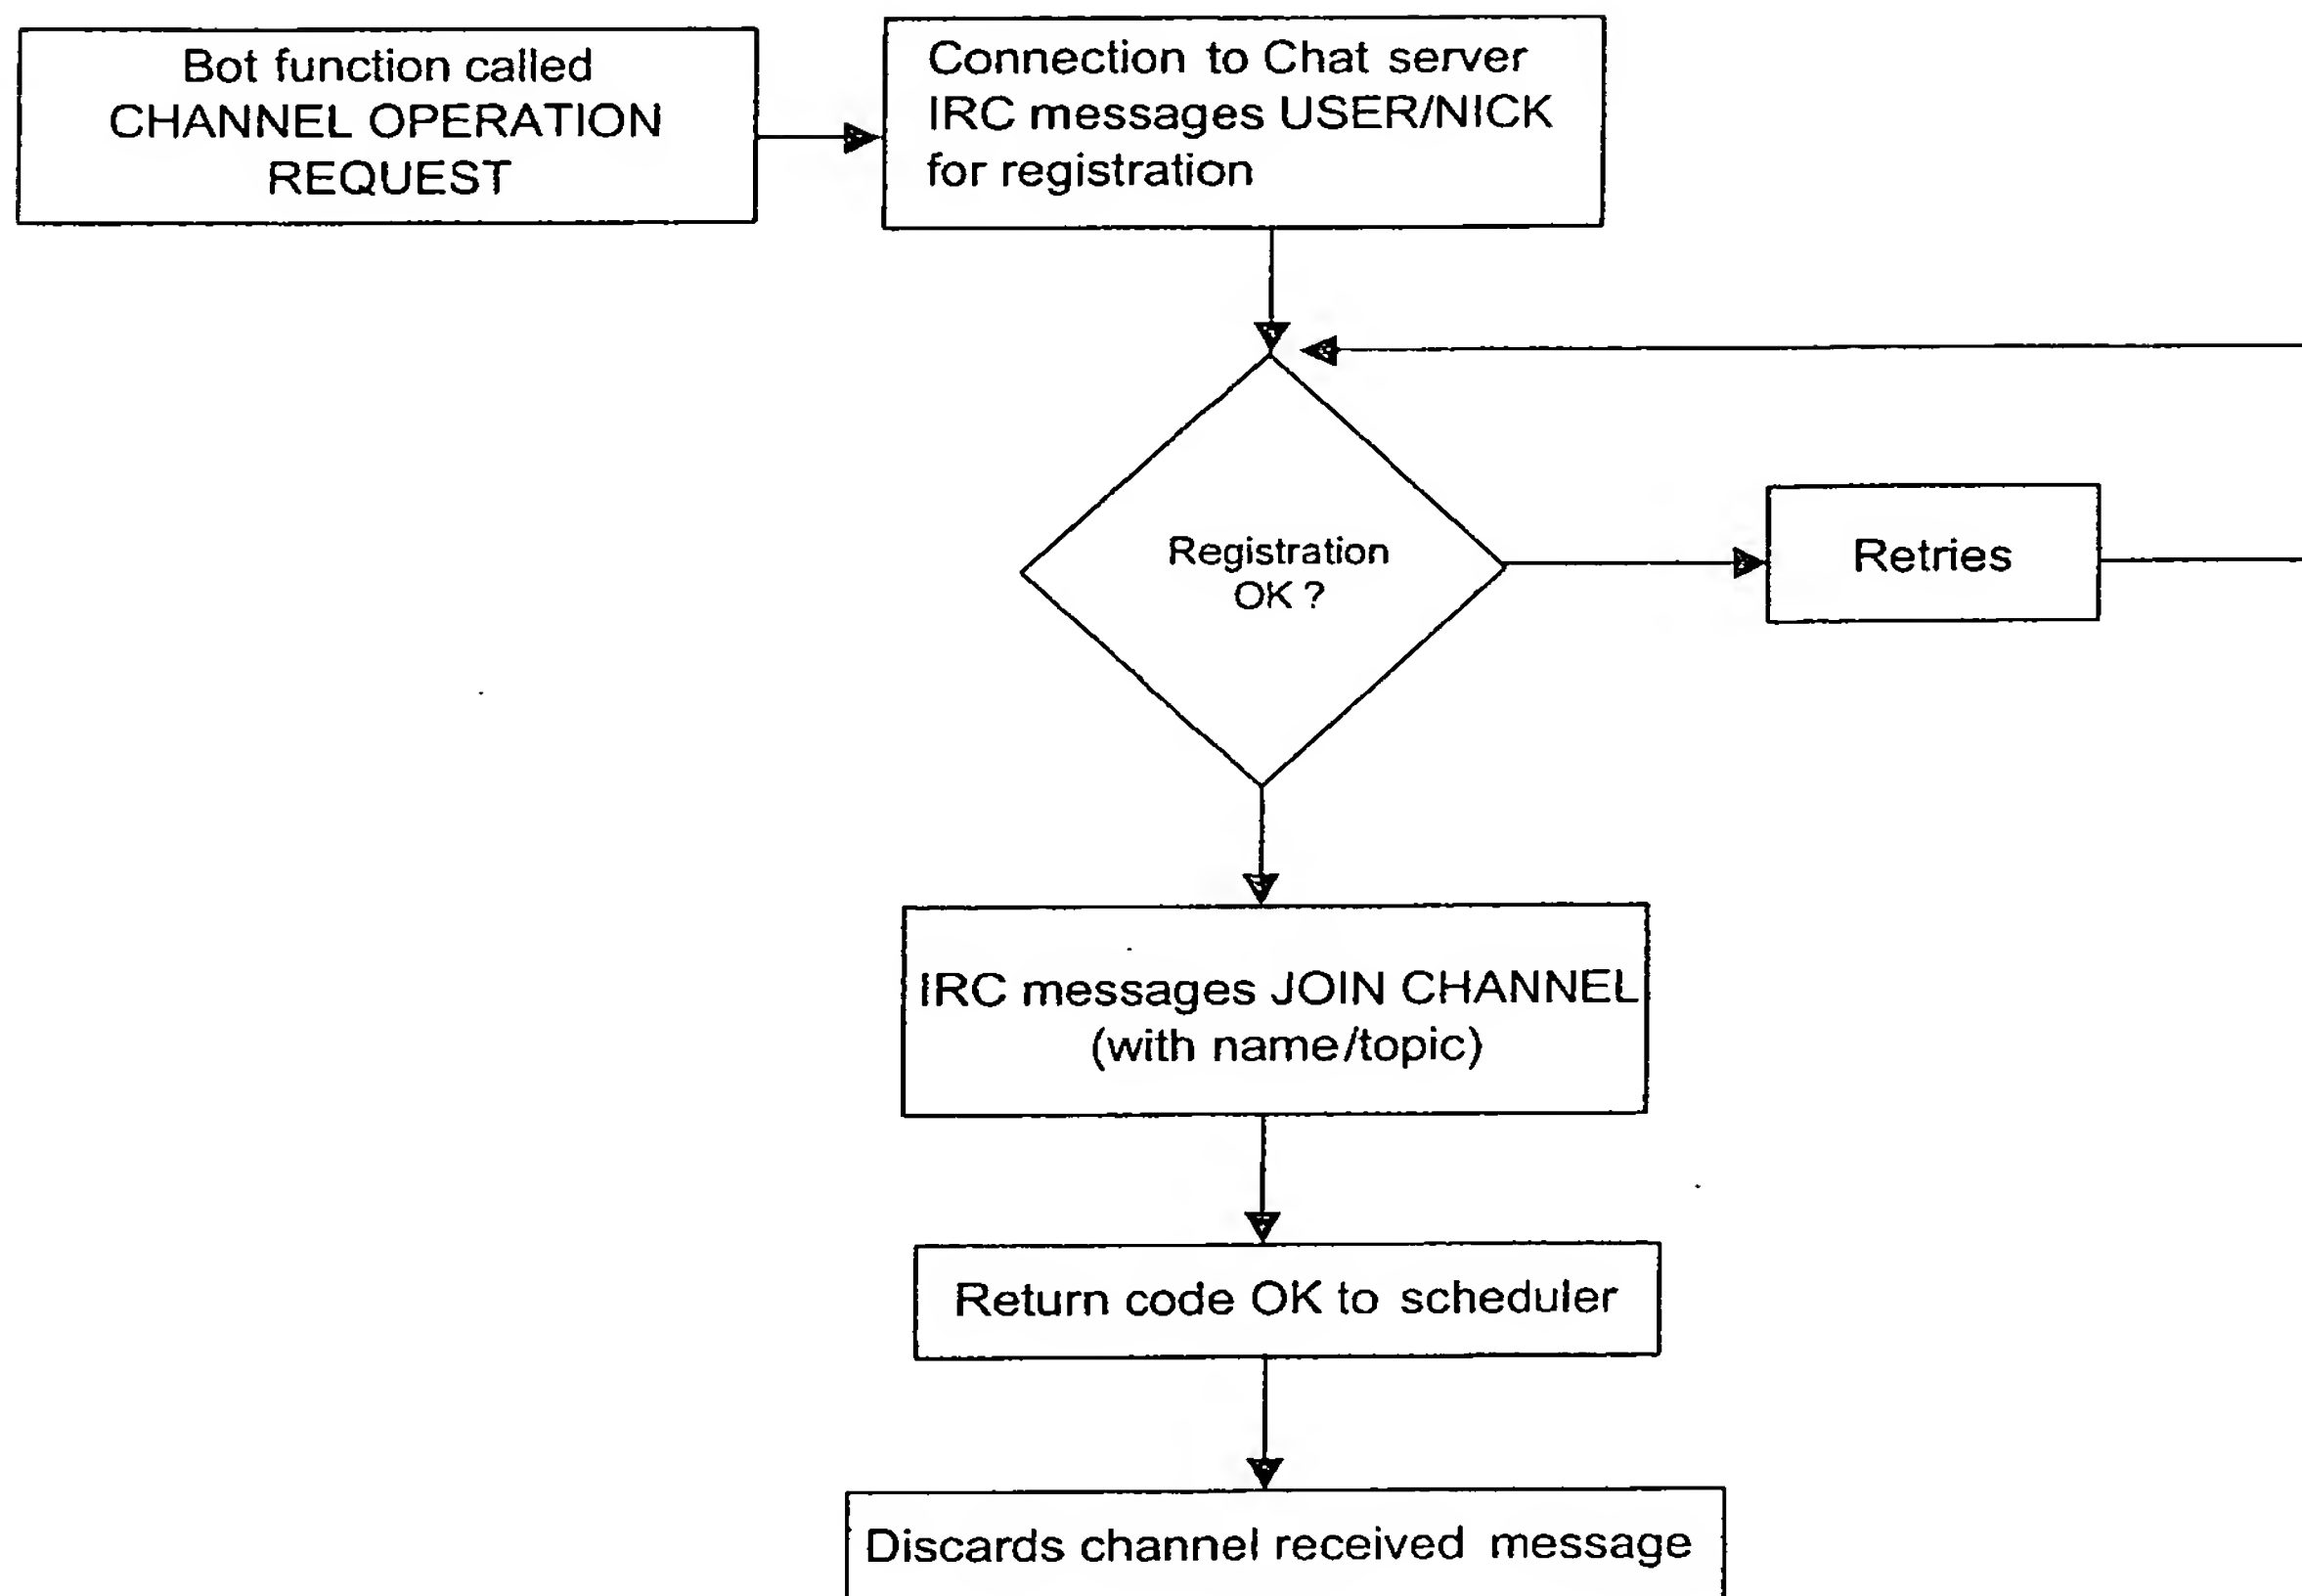 Bot function called
CHANNEL OPERATION
REQUEST
Connection to Chat server
IRC messages USER/NICK
for registration
Registration
OK ?
Retries
IRC messages JOIN CHANNEL
(with name/topic)
Return code OK to scheduler
Discards channel received message